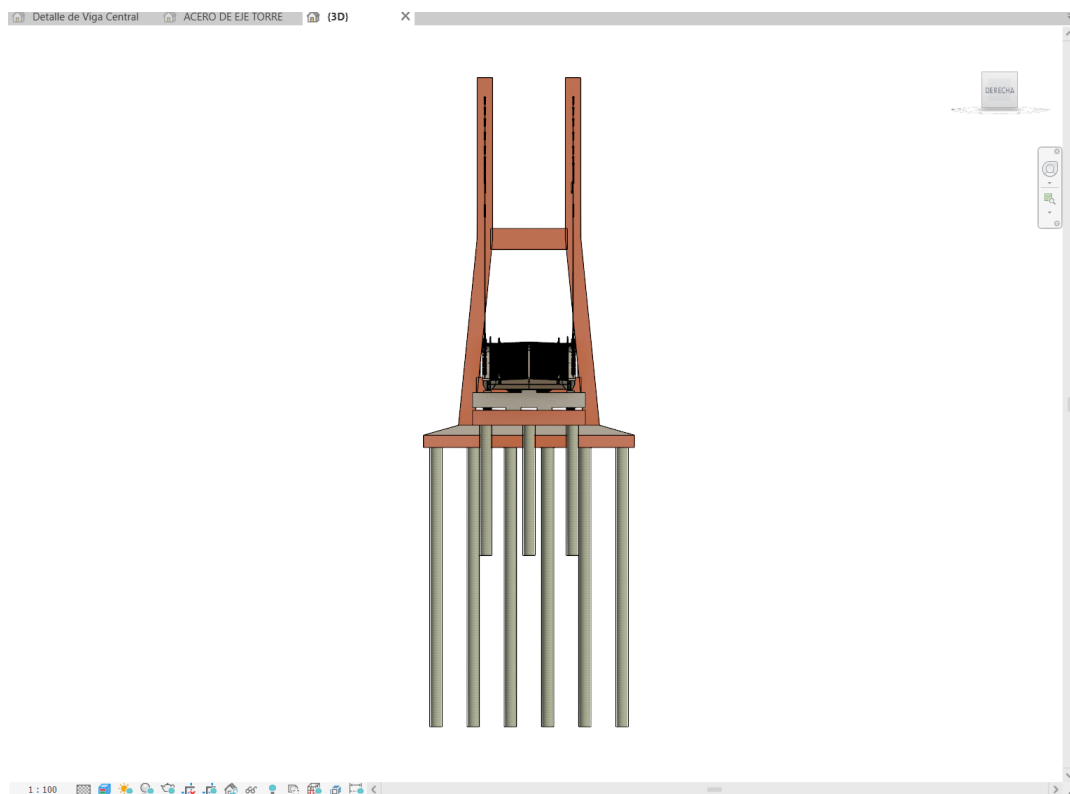 Detalle de Viga Central
ACERO DE EJE TORRE
(3D)
DERECHA
1 : 100